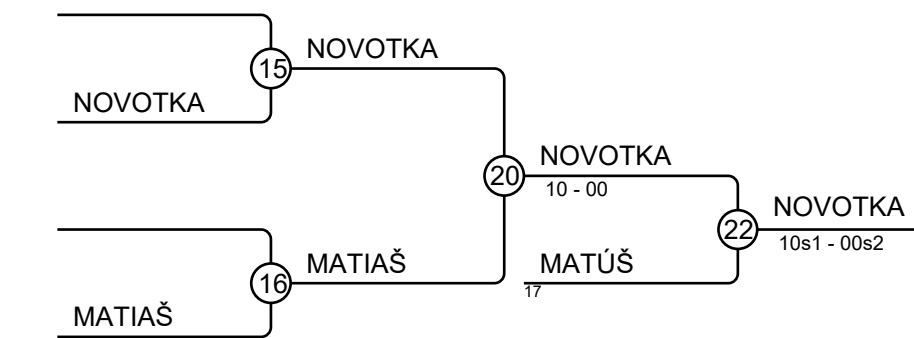 NOVOTKA
15
NOVOTKA
NOVOTKA
20
10 - 00
NOVOTKA
22
10s1 - 00s2
MATIAŠ
16
MATÚŠ
17
MATIAŠ